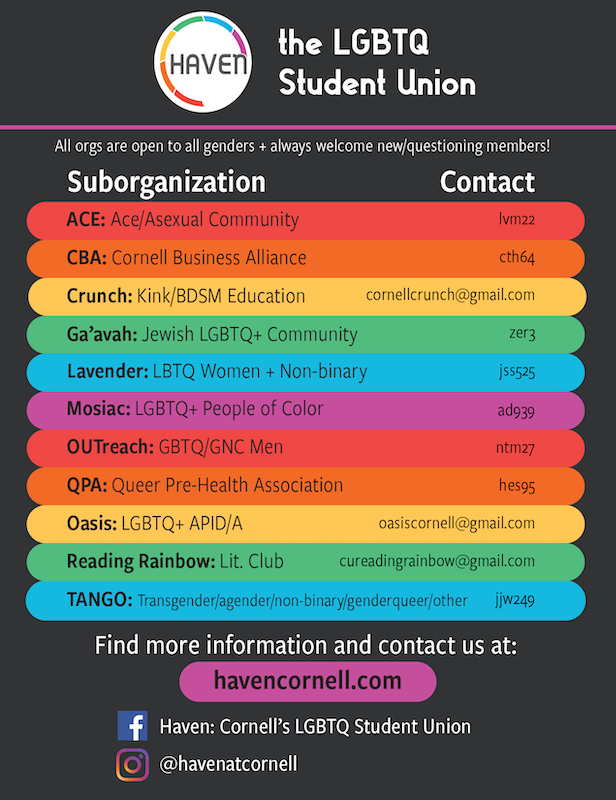 HAVEN
the LGBTQ
Student Union
All orgs are open to all genders + always welcome new/questioning members!
Suborganization Contact
ACE: Ace/Asexual Community lvm22
CBA: Cornell Business Alliance cth64
Crunch: Kink/BDSM Education cornellcrunch@gmail.com
Ga'avah: Jewish LGBTQ+ Community zer3
Lavender: LBTQ Women + Non-binary jss525
Mosiac: LGBTQ+ People of Color ad939
OUTreach: GBTQ/GNC Men ntm27
QPA: Queer Pre-Health Association hes95
Oasis: LGBTQ+ APID/A oasiscornell@gmail.com
Reading Rainbow: Lit. Club cureadingrainbow@gmail.com
TANGO: Transgender/agender/non-binary/genderqueer/other jjw249
Find more information and contact us at:
havencornell.com
Haven: Cornell's LGBTQ Student Union
@havenatcornell